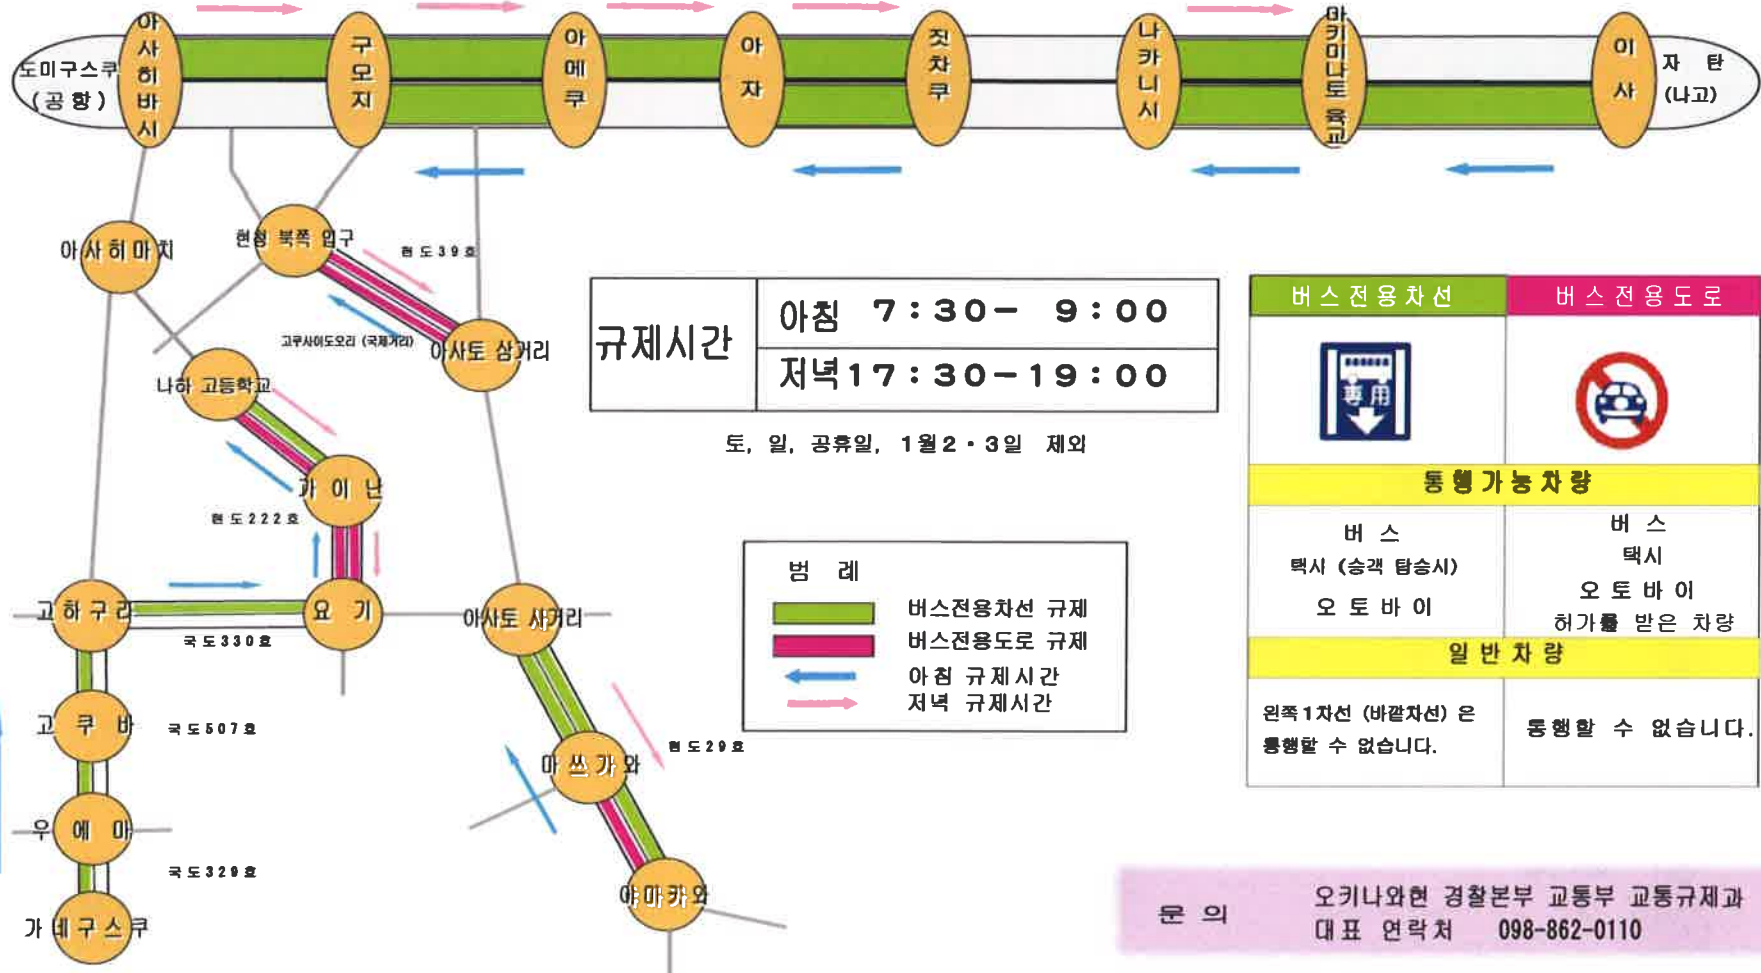 도미구스쿠
(공항)
아사히바시
구모지
아메쿠
아자
짓차쿠
나카니시
마키미나토 육교
이사
자 탄
(나고)
아사히마치
현청 북쪽 입구
현도39호
고쿠사이도오리 (국제거리)
아사토 삼거리
나하 고등학교
가이난
현도222호
고하구라
요기
국도330호
아사토 사거리
고쿠바
국도507호
마쓰가와
현도29호
우에마
국도329호
야마카와
가네구스쿠
규제시간
아침 7:30- 9:00
저녁17:30-19:00
토, 일, 공휴일, 1월2・3일 제외
범 례
버스전용차선 규제
버스전용도로 규제
아침 규제시간
저녁 규제시간
버스전용차선
버스전용도로
専用
통행가능차량
버 스
택시 (승객 탑승시)
오토바이
버 스
택시
오토바이
허가를 받은 차량
일반차량
왼쪽1차선 (바깥차선) 은
통행할 수 없습니다.
통행할 수 없습니다.
문 의
오키나와현 경찰본부 교통부 교통규제과
대표 연락처 098-862-0110